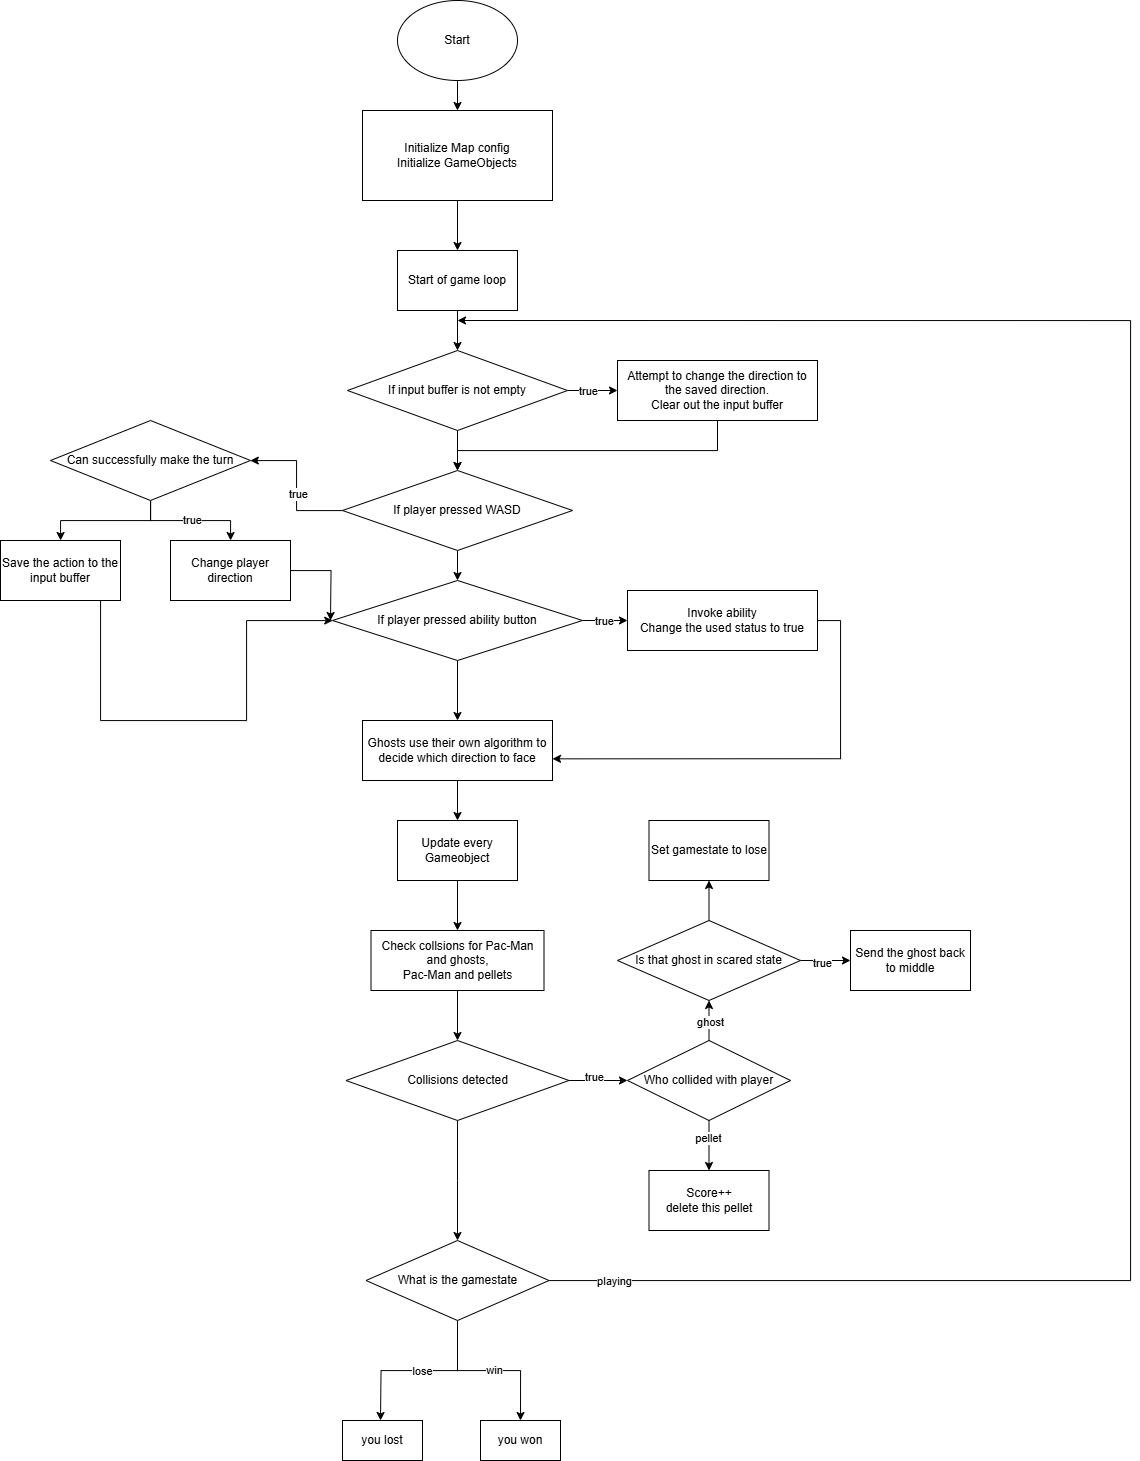 Start
Initialize Map config
Initialize GameObjects
Start of game loop
If input buffer is not empty
true
Attempt to change the direction to
the saved direction.
Clear out the input buffer
Can successfully make the turn
true
If player pressed WASD
true
Save the action to the
input buffer
Change player
direction
If player pressed ability button
true
Invoke ability
Change the used status to true
Ghosts use their own algorithm to
decide which direction to face
Update every
Gameobject
Set gamestate to lose
Check collsions for Pac-Man
and ghosts,
Pac-Man and pellets
Is that ghost in scared state
true
Send the ghost back
to middle
ghost
Collisions detected
true
Who collided with player
pellet
Score++
delete this pellet
What is the gamestate
playing
lose
win
you lost
you won